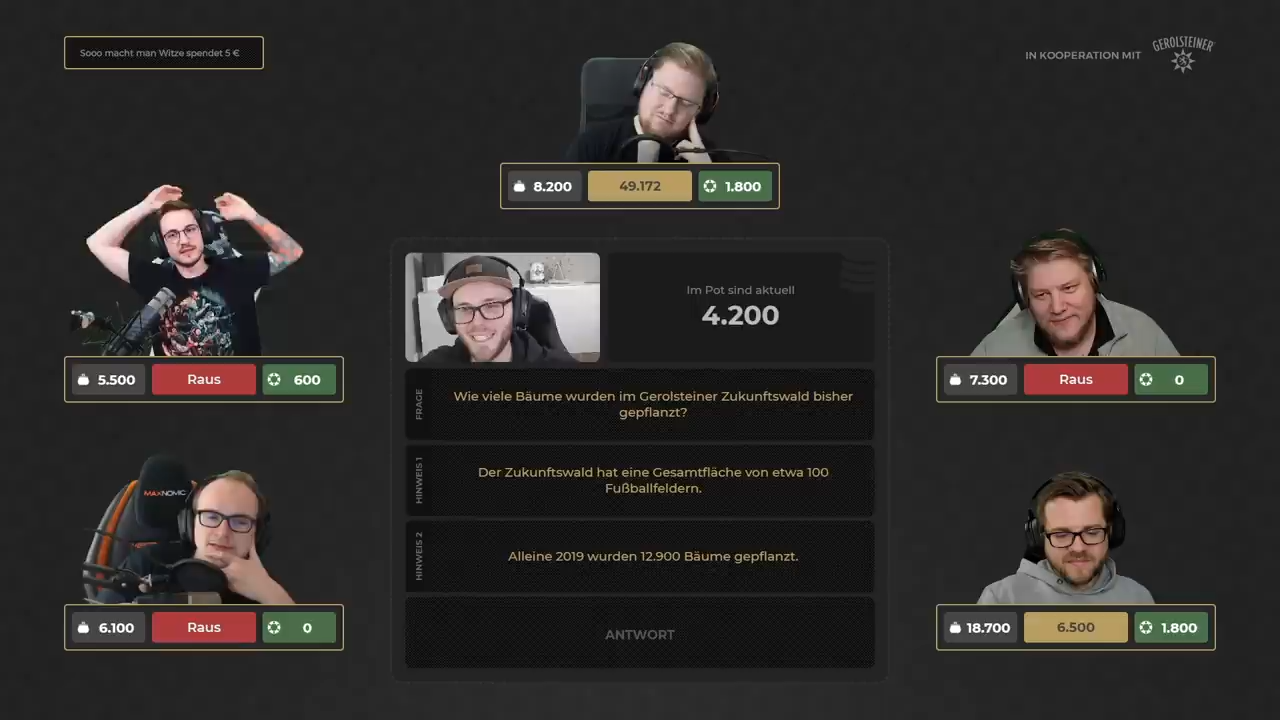 Sooo macht man Witze spendet 5 €
IN KOOPERATION MIT
GEROLSTEINER
8.200
49.172
1.800
Im Pot sind aktuell
4.200
5.500
Raus
600
7.300
Raus
0
FRAGE
Wie viele Bäume wurden im Gerolsteiner Zukunftswald bisher
gepflanzt?
HINWEIS 1
Der Zukunftswald hat eine Gesamtfläche von etwa 100
Fußballfeldern.
MAXNOMIC
HINWEIS 2
Alleine 2019 wurden 12.900 Bäume gepflanzt.
6.100
Raus
0
ANTWORT
18.700
6.500
1.800